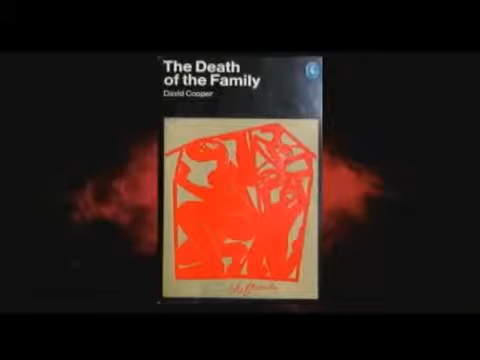 The Death
of the Family
David Cooper